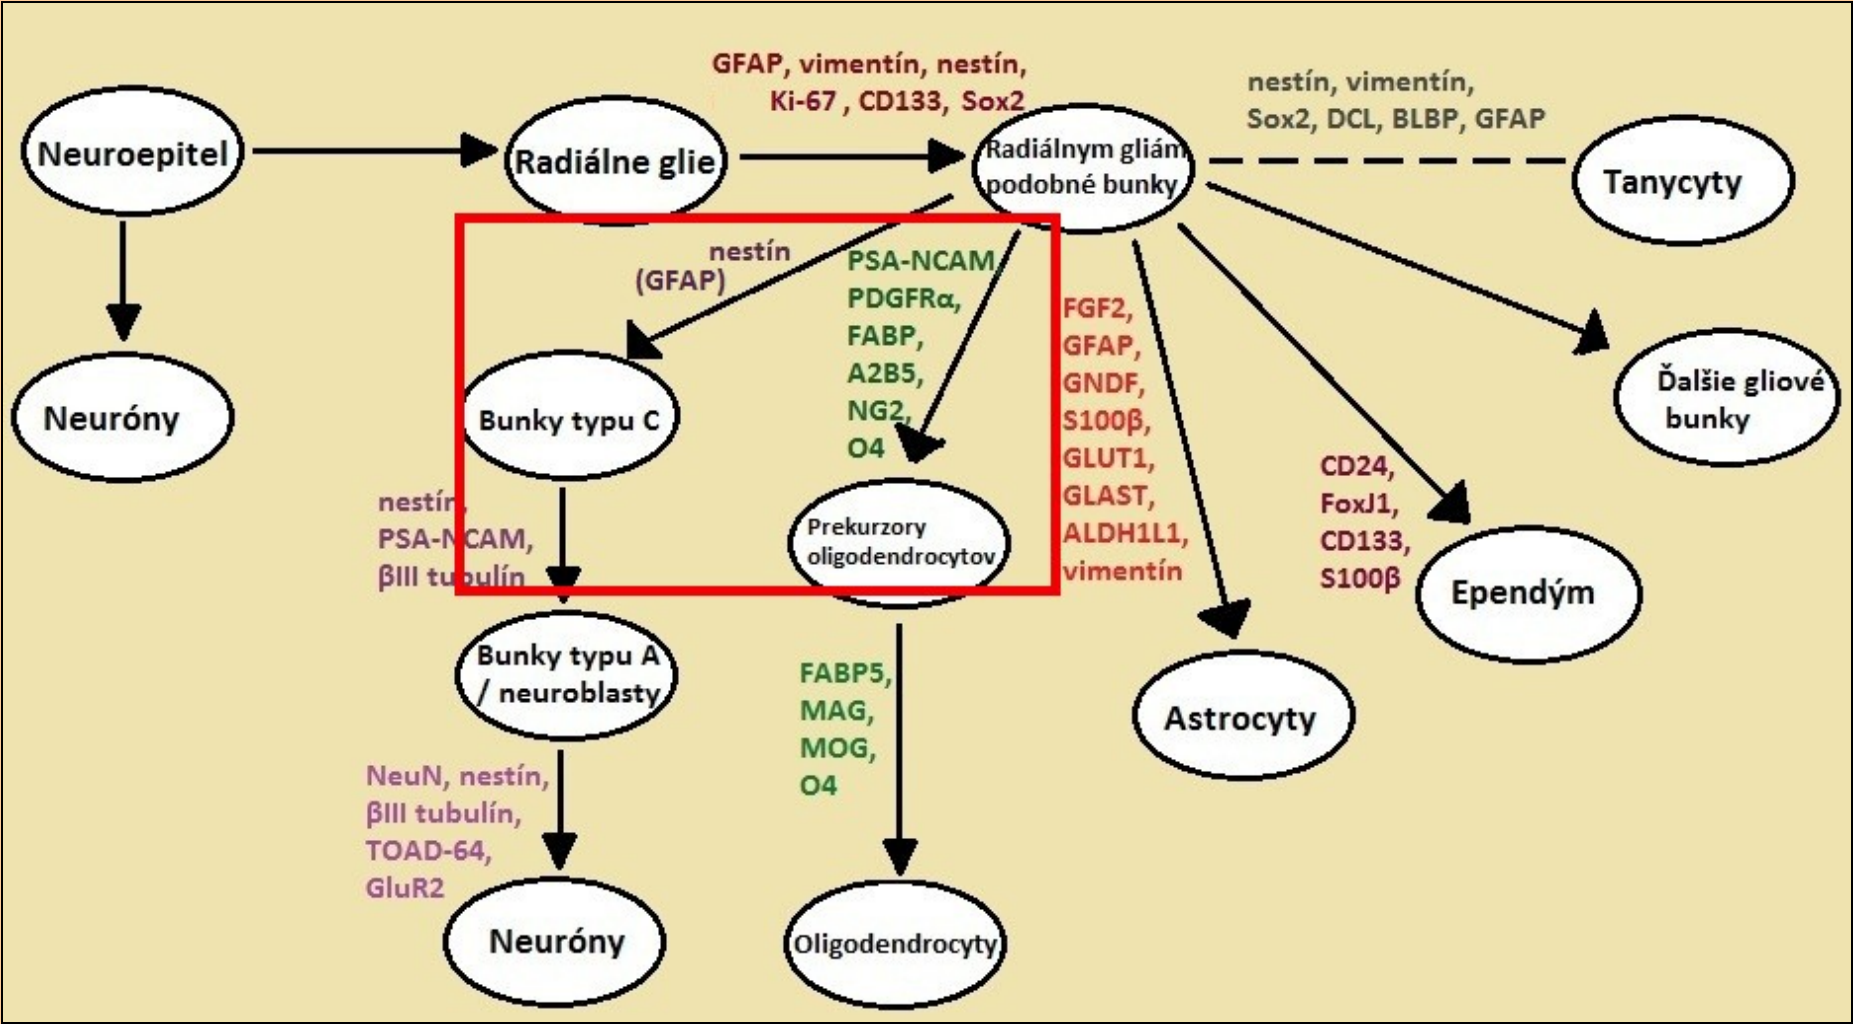 GFAP, vimentín, nestín,
Ki-67 , CD133, Sox2
nestín, vimentín,
Sox2, DCL, BLBP, GFAP
Neuroepitel
Radiálne glie
Radiálnym gliám
podobné bunky
Tanycyty
nestín
(GFAP)
PSA-NCAM,
PDGFRα,
FABP,
A2B5,
NG2,
O4
FGF2,
GFAP,
GNDF,
S100β,
GLUT1,
GLAST,
ALDH1L1,
vimentín
Neuróny
Bunky typu C
Ďalšie gliové
bunky
CD24,
FoxJ1,
CD133,
S100β
nestín,
PSA-NCAM,
βIII tubulín
Prekurzory
oligodendrocytov
Ependým
Bunky typu A
/ neuroblasty
FABP5,
MAG,
MOG,
O4
Astrocyty
NeuN, nestín,
βIII tubulín,
TOAD-64,
GluR2
Neuróny
Oligodendrocyty